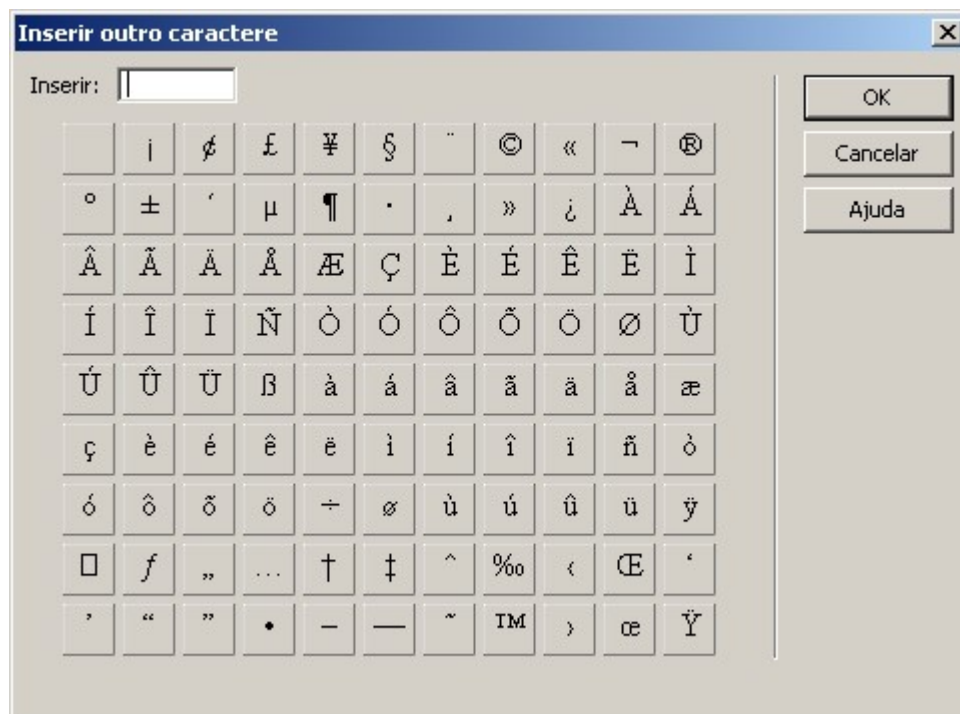 Inserir outro caractere
Inserir:
OK
Cancelar
Ajuda
¡ ¢ £ ¥ § ¨ © « ¬ ®
° ± ´ µ ¶ · ¸ » ¿ À Á
Â Ã Ä Å Æ Ç È É Ê Ë Ì
Í Î Ï Ñ Ò Ó Ô Õ Ö Ø Ù
Ú Û Ü ß à á â ã ä å æ
ç è é ê ë ì í î ï ñ ò
ó ô õ ö ÷ ø ù ú û ü ÿ
□ ƒ „ … † ‡ ˆ ‰ ‹ Œ ‘
’ “ ” • – — ˜ ™ › œ Ÿ